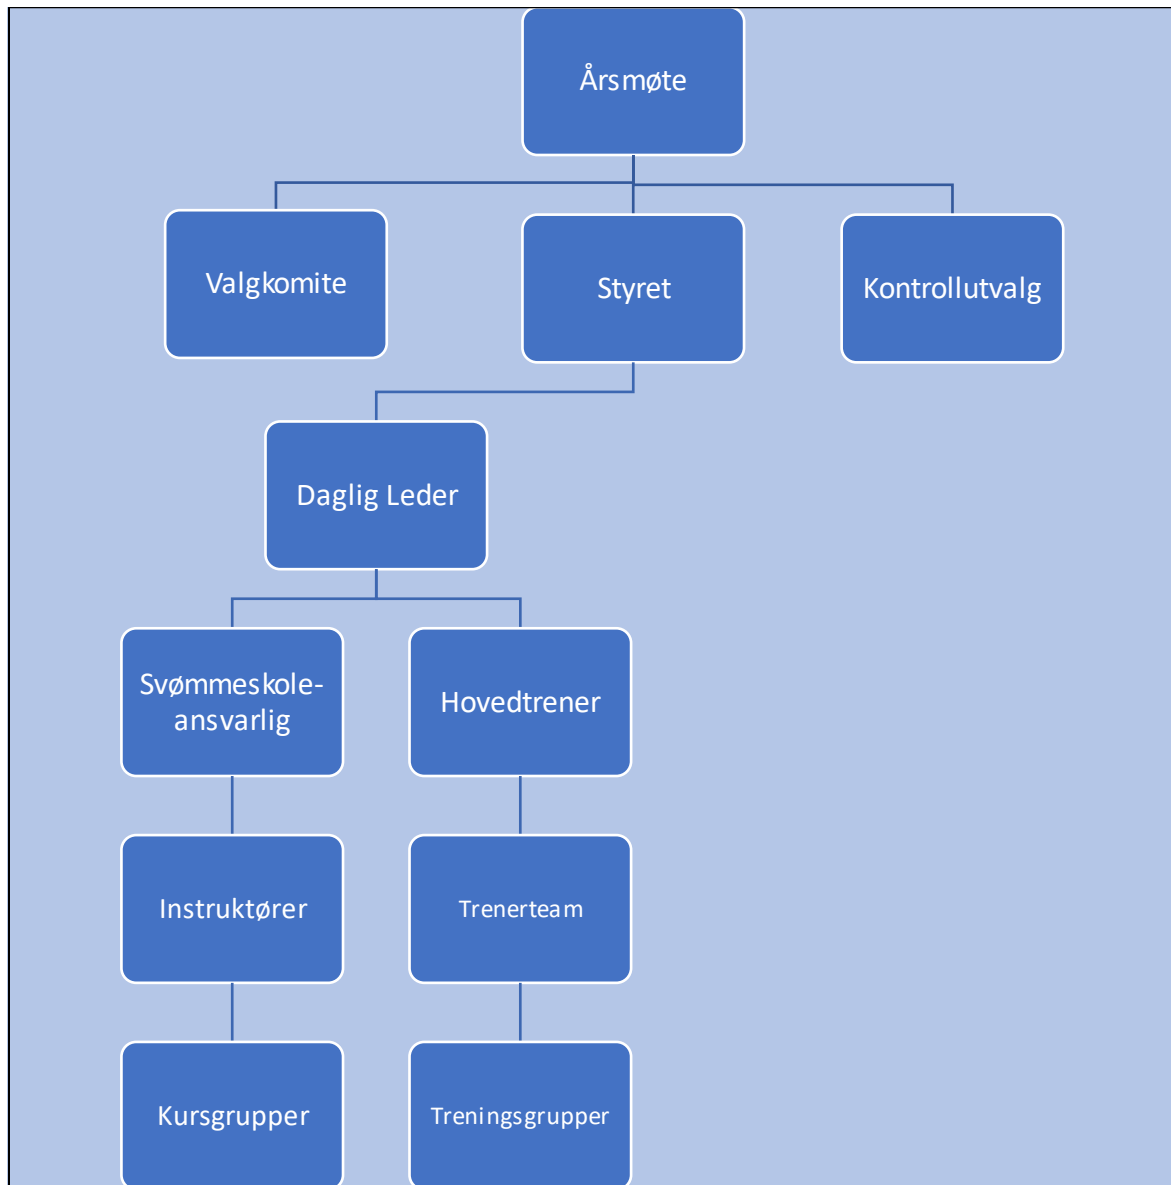 Årsmøte
Valgkomite
Styret
Kontrollutvalg
Daglig Leder
Svømmeskole-
ansvarlig
Hovedtrener
Instruktører
Trenerteam
Kursgrupper
Treningsgrupper